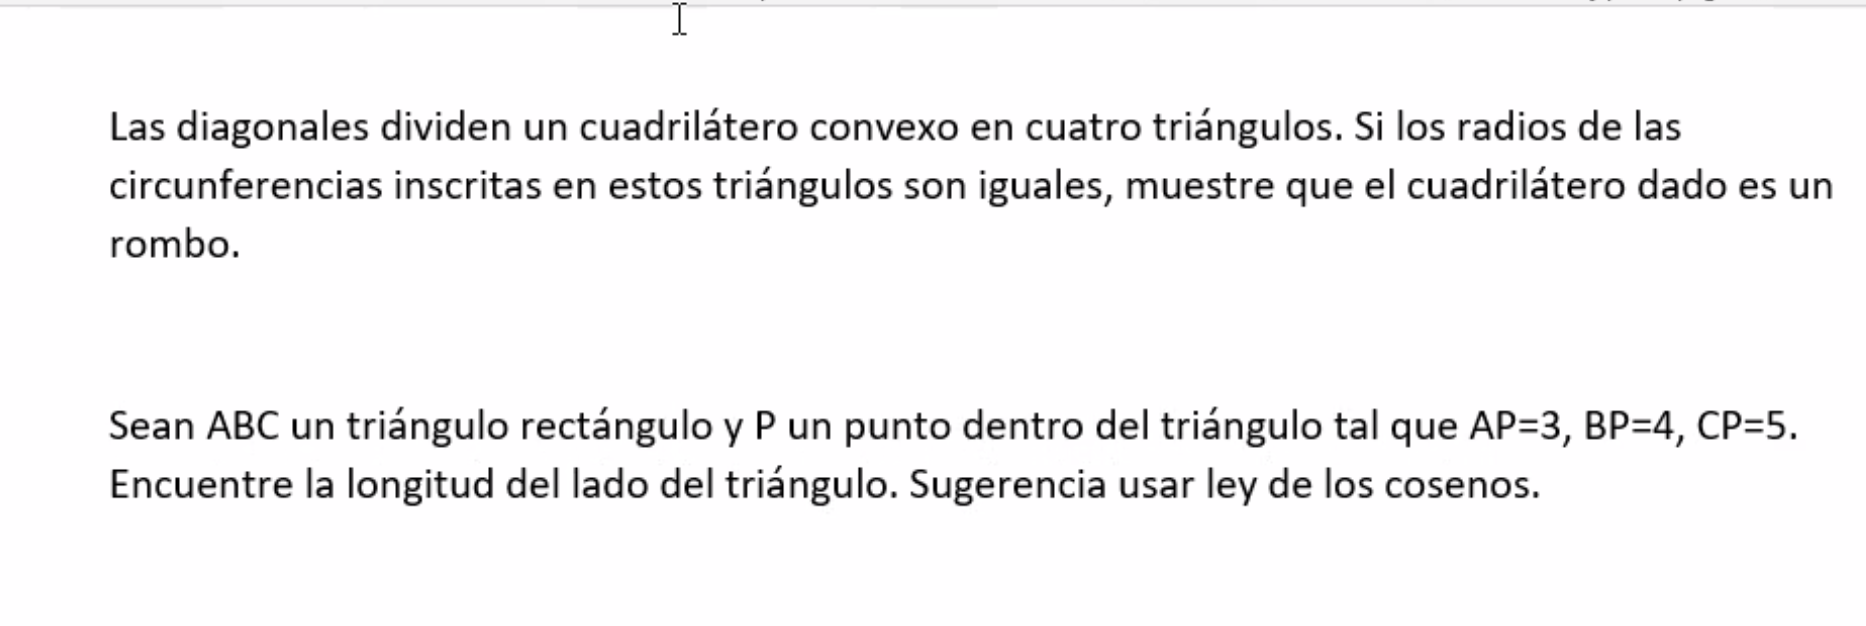 Las diagonales dividen un cuadrilátero convexo en cuatro triángulos. Si los radios de las
circunferencias inscritas en estos triángulos son iguales, muestre que el cuadrilátero dado es un
rombo.
Sean ABC un triángulo rectángulo y P un punto dentro del triángulo tal que AP=3, BP=4, CP=5.
Encuentre la longitud del lado del triángulo. Sugerencia usar ley de los cosenos.